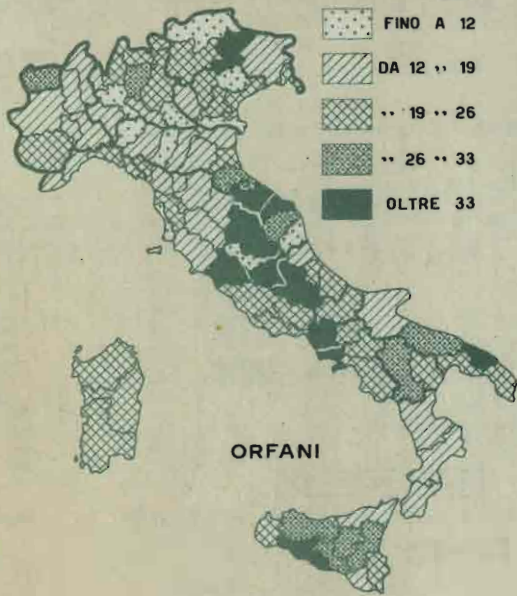 FINO A 12
DA 12 ,, 19
,, 19 ,, 26
,, 26 ,, 33
OLTRE 33
ORFANI